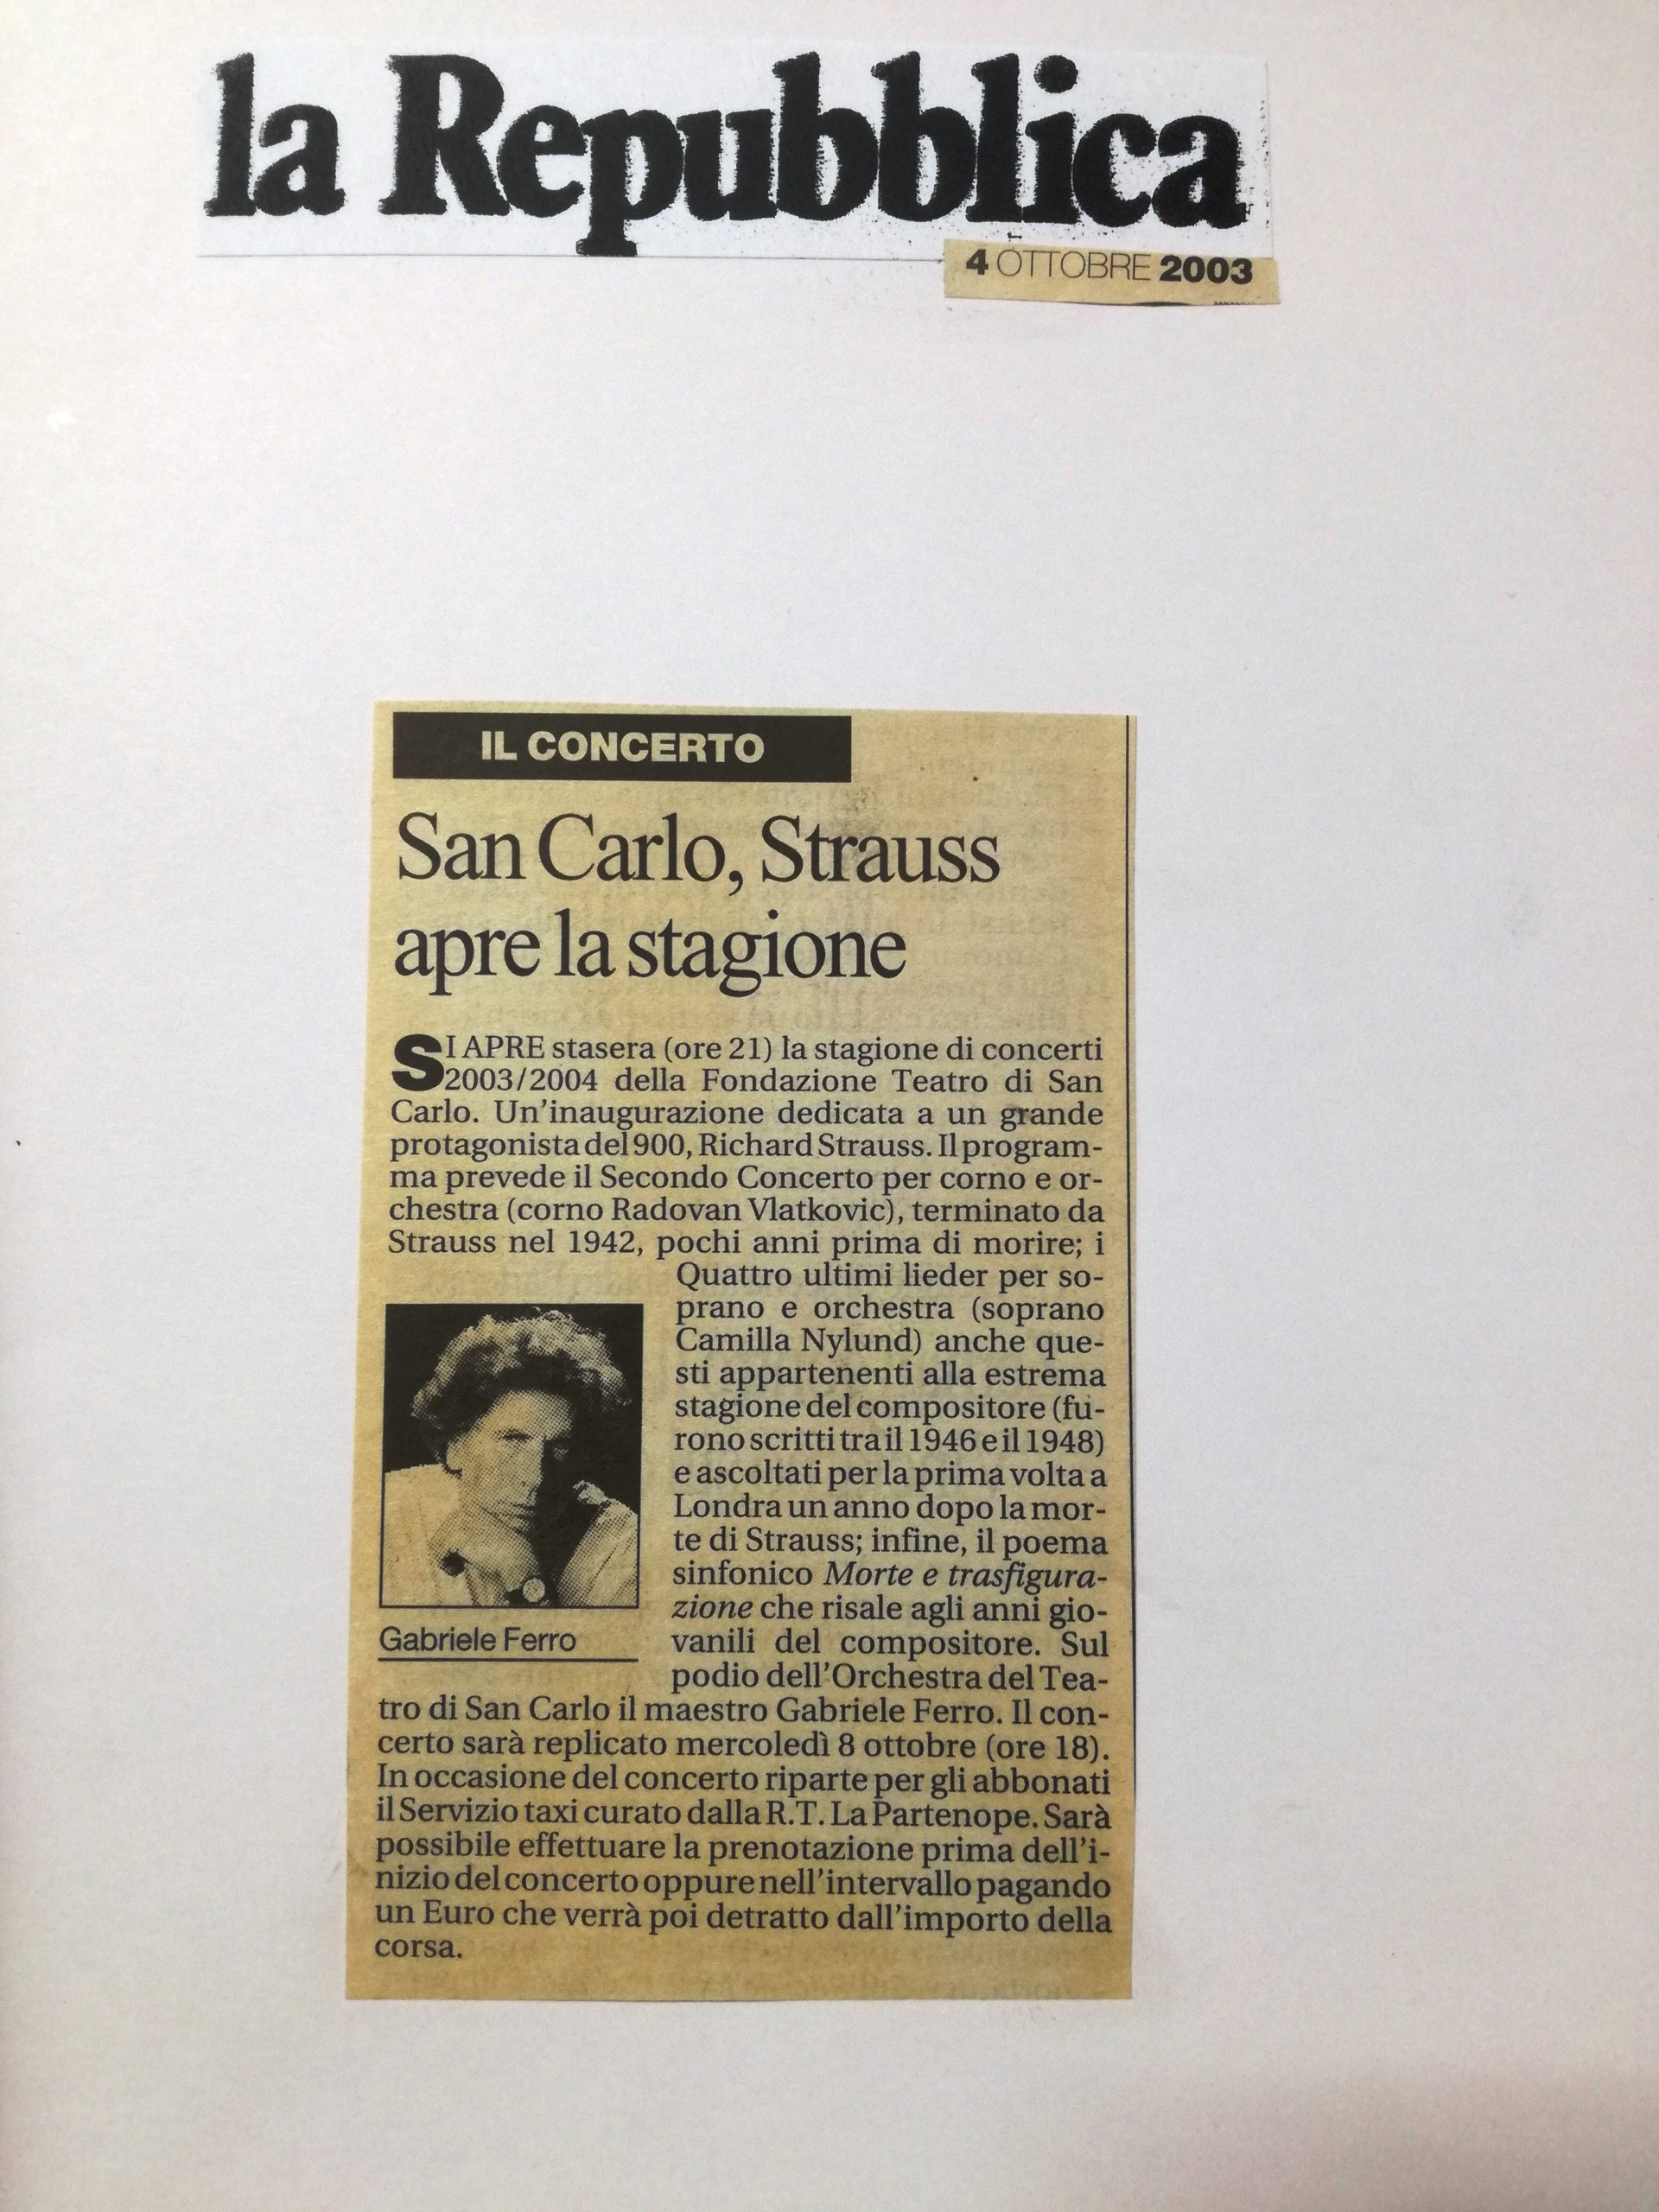 la Repubblica
4 OTTOBRE 2003
IL CONCERTO
San Carlo, Strauss
apre la stagione
SI APRE stasera (ore 21) la stagione di concerti
2003/2004 della Fondazione Teatro di San
Carlo. Un'inaugurazione dedicata a un grande
protagonista del 900, Richard Strauss. Il program-
ma prevede il Secondo Concerto per corno e or-
chestra (corno Radovan Vlatkovic), terminato da
Strauss nel 1942, pochi anni prima di morire; i
Quattro ultimi lieder per so-
prano e orchestra (soprano
Camilla Nylund) anche que-
sti appartenenti alla estrema
stagione del compositore (fu-
rono scritti tra il 1946 e il 1948)
e ascoltati per la prima volta a
Londra un anno dopo la mor-
te di Strauss; infine, il poema
sinfonico Morte e trasfigura-
zione che risale agli anni gio-
vanili del compositore. Sul
podio dell'Orchestra del Tea-
Gabriele Ferro
tro di San Carlo il maestro Gabriele Ferro. Il con-
certo sarà replicato mercoledì 8 ottobre (ore 18).
In occasione del concerto riparte per gli abbonati
il Servizio taxi curato dalla R.T. La Partenope. Sarà
possibile effettuare la prenotazione prima dell'i-
nizio del concerto oppure nell'intervallo pagando
un Euro che verrà poi detratto dall'importo della
corsa.